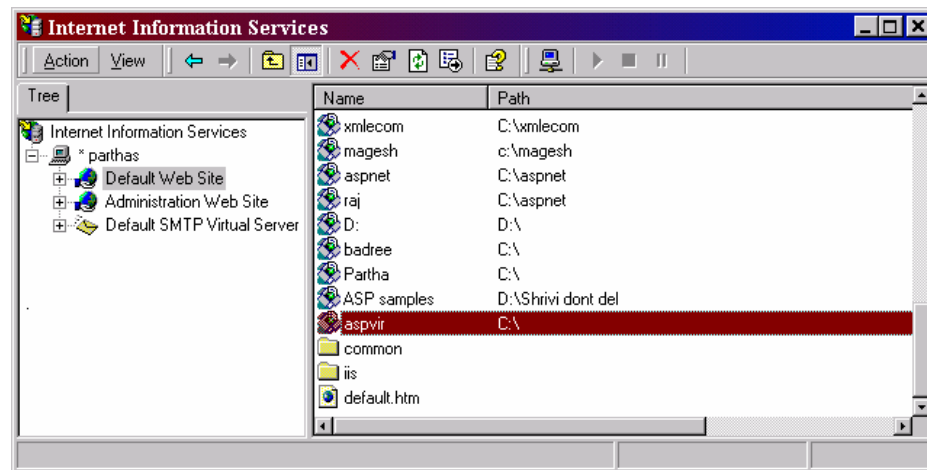 Internet Information Services
Action View
Tree
Internet Information Services
* parthas
Default Web Site
Administration Web Site
Default SMTP Virtual Server
Name Path
xmlecom C:\xmlecom
magesh c:\magesh
aspnet C:\aspnet
raj C:\aspnet
D: D:\
badree C:\
Partha C:\
ASP samples D:\Shrivi dont del
aspvir C:\
common
iis
default.htm